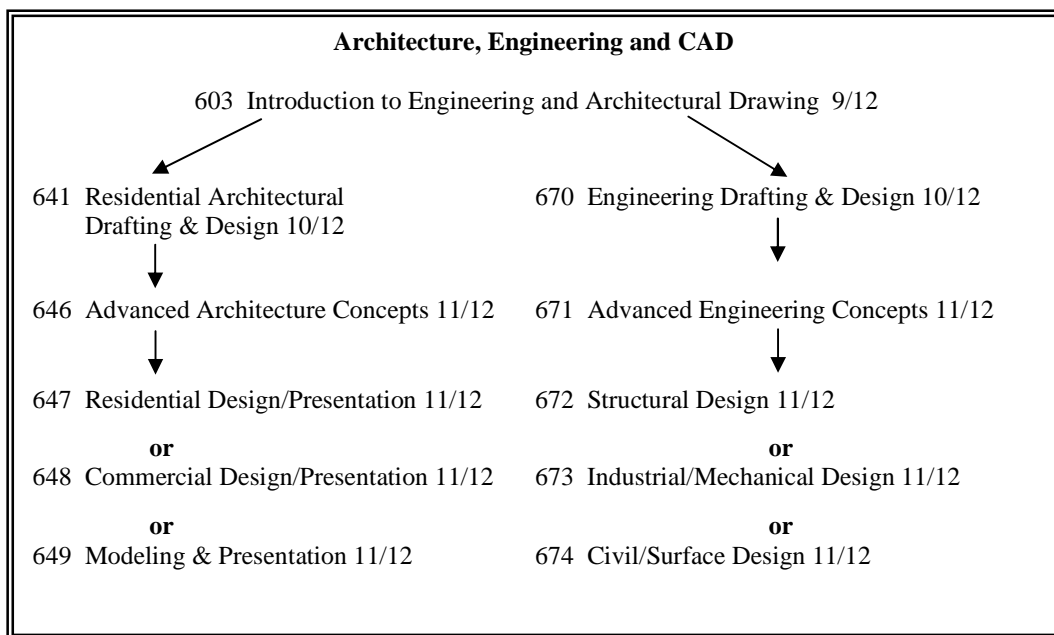 Architecture, Engineering and CAD
603 Introduction to Engineering and Architectural Drawing 9/12
641 Residential Architectural
Drafting & Design 10/12
646 Advanced Architecture Concepts 11/12
647 Residential Design/Presentation 11/12
or
648 Commercial Design/Presentation 11/12
or
649 Modeling & Presentation 11/12
670 Engineering Drafting & Design 10/12
671 Advanced Engineering Concepts 11/12
672 Structural Design 11/12
or
673 Industrial/Mechanical Design 11/12
or
674 Civil/Surface Design 11/12